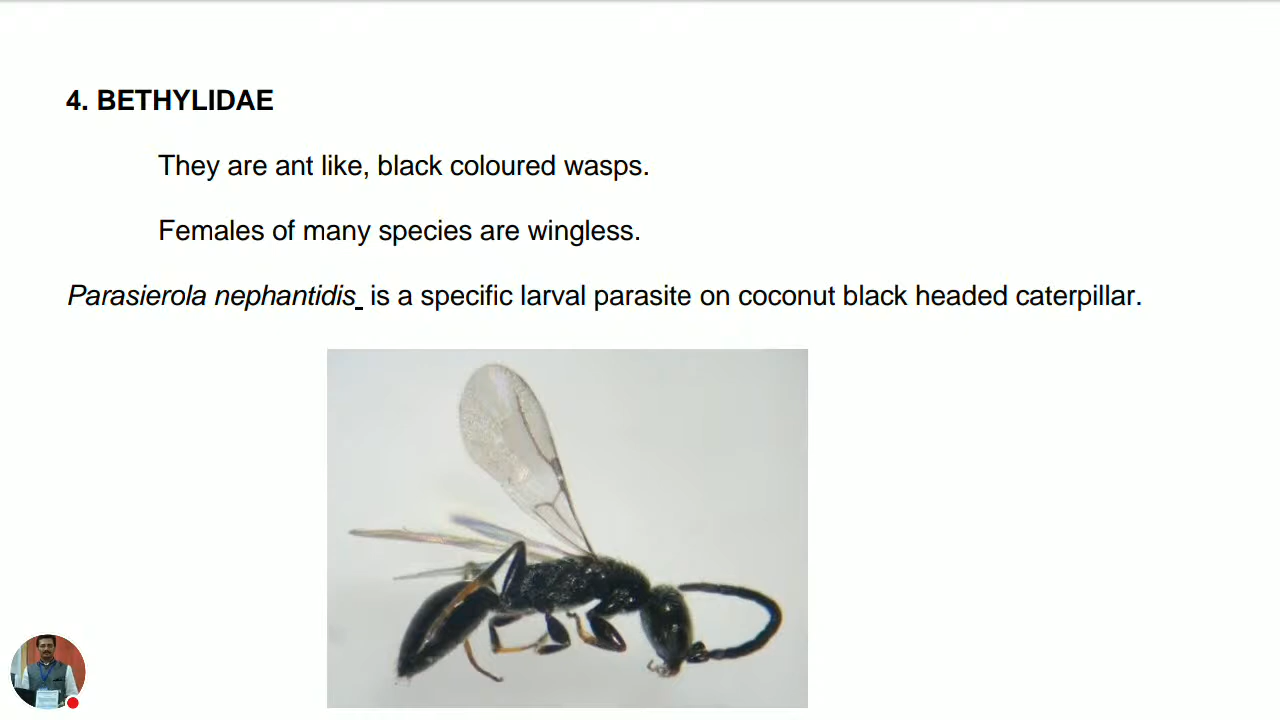 4. BETHYLIDAE
They are ant like, black coloured wasps.
Females of many species are wingless.
Parasierola nephantidis_ is a specific larval parasite on coconut black headed caterpillar.